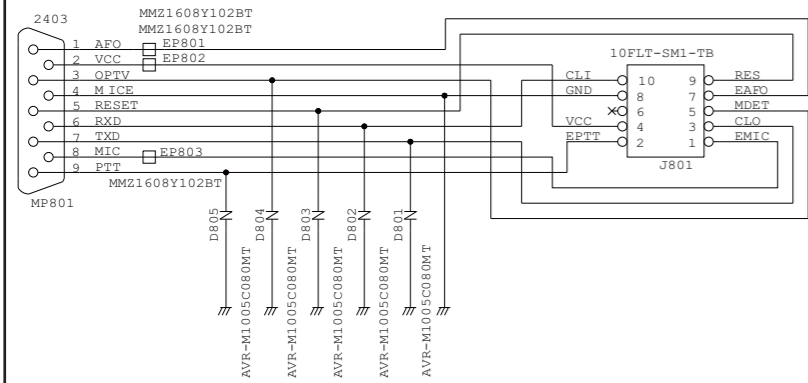 2403
MMZ1608Y102BT
MMZ1608Y102BT
1 AFO EP801
2 VCC EP802
3 OPTV
4 MICE
5 RESET
6 RXD
7 TXD
8 MIC EP803
9 PTT
MMZ1608Y102BT
MP801
10FLT-SM1-TB
CLI 10 9 RES
GND 8 7 EAFO
6 5 MDET
VCC 4 3 CLO
EPTT 2 1 EMIC
J801
D805
D804
D803
D802
D801
AVR-M1005C080MT
AVR-M1005C080MT
AVR-M1005C080MT
AVR-M1005C080MT
AVR-M1005C080MT